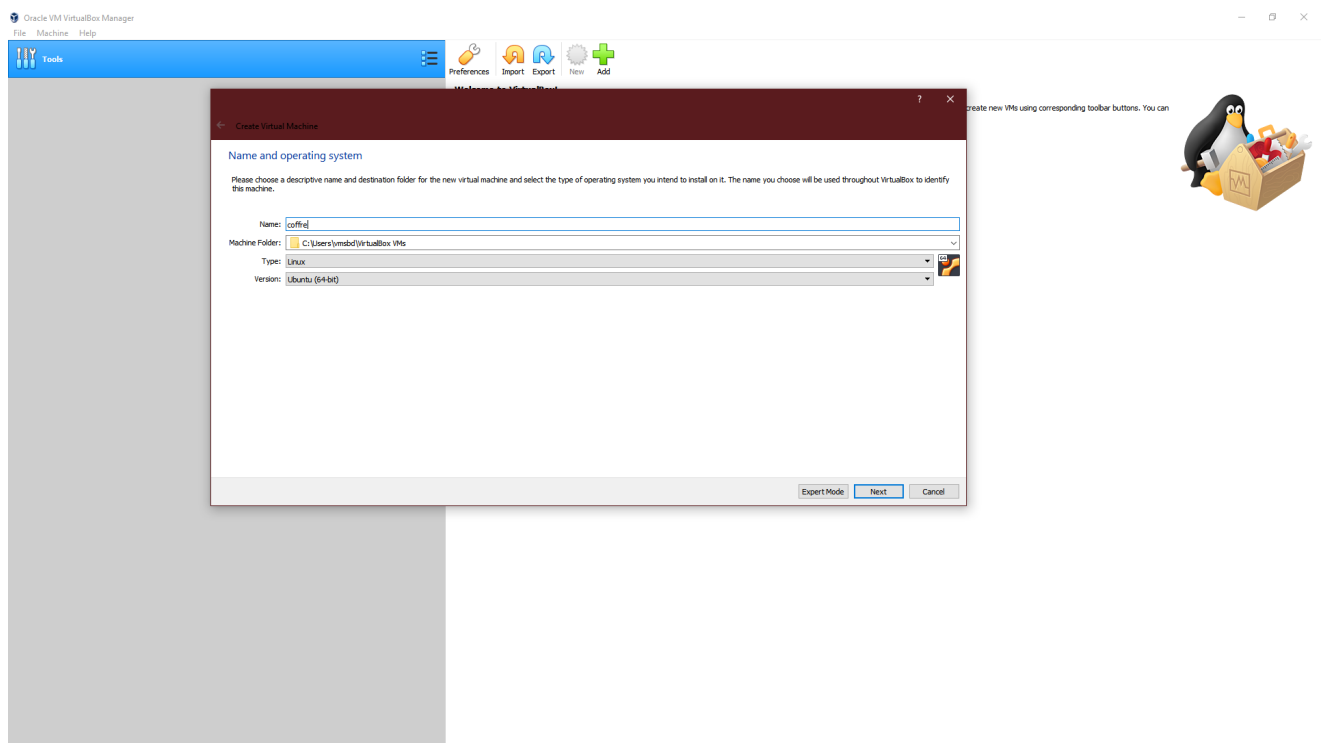 Oracle VM VirtualBox Manager
File Machine Help
Tools
Preferences Import Export New Add
create new VMs using corresponding toolbar buttons. You can
Create Virtual Machine
Name and operating system
Please choose a descriptive name and destination folder for the new virtual machine and select the type of operating system you intend to install on it. The name you choose will be used throughout VirtualBox to identify
this machine.
Name: coffre
Machine Folder: C:\Users\vmsbd\VirtualBox VMs
Type: Linux
64
Version: Ubuntu (64-bit)
Expert Mode Next Cancel